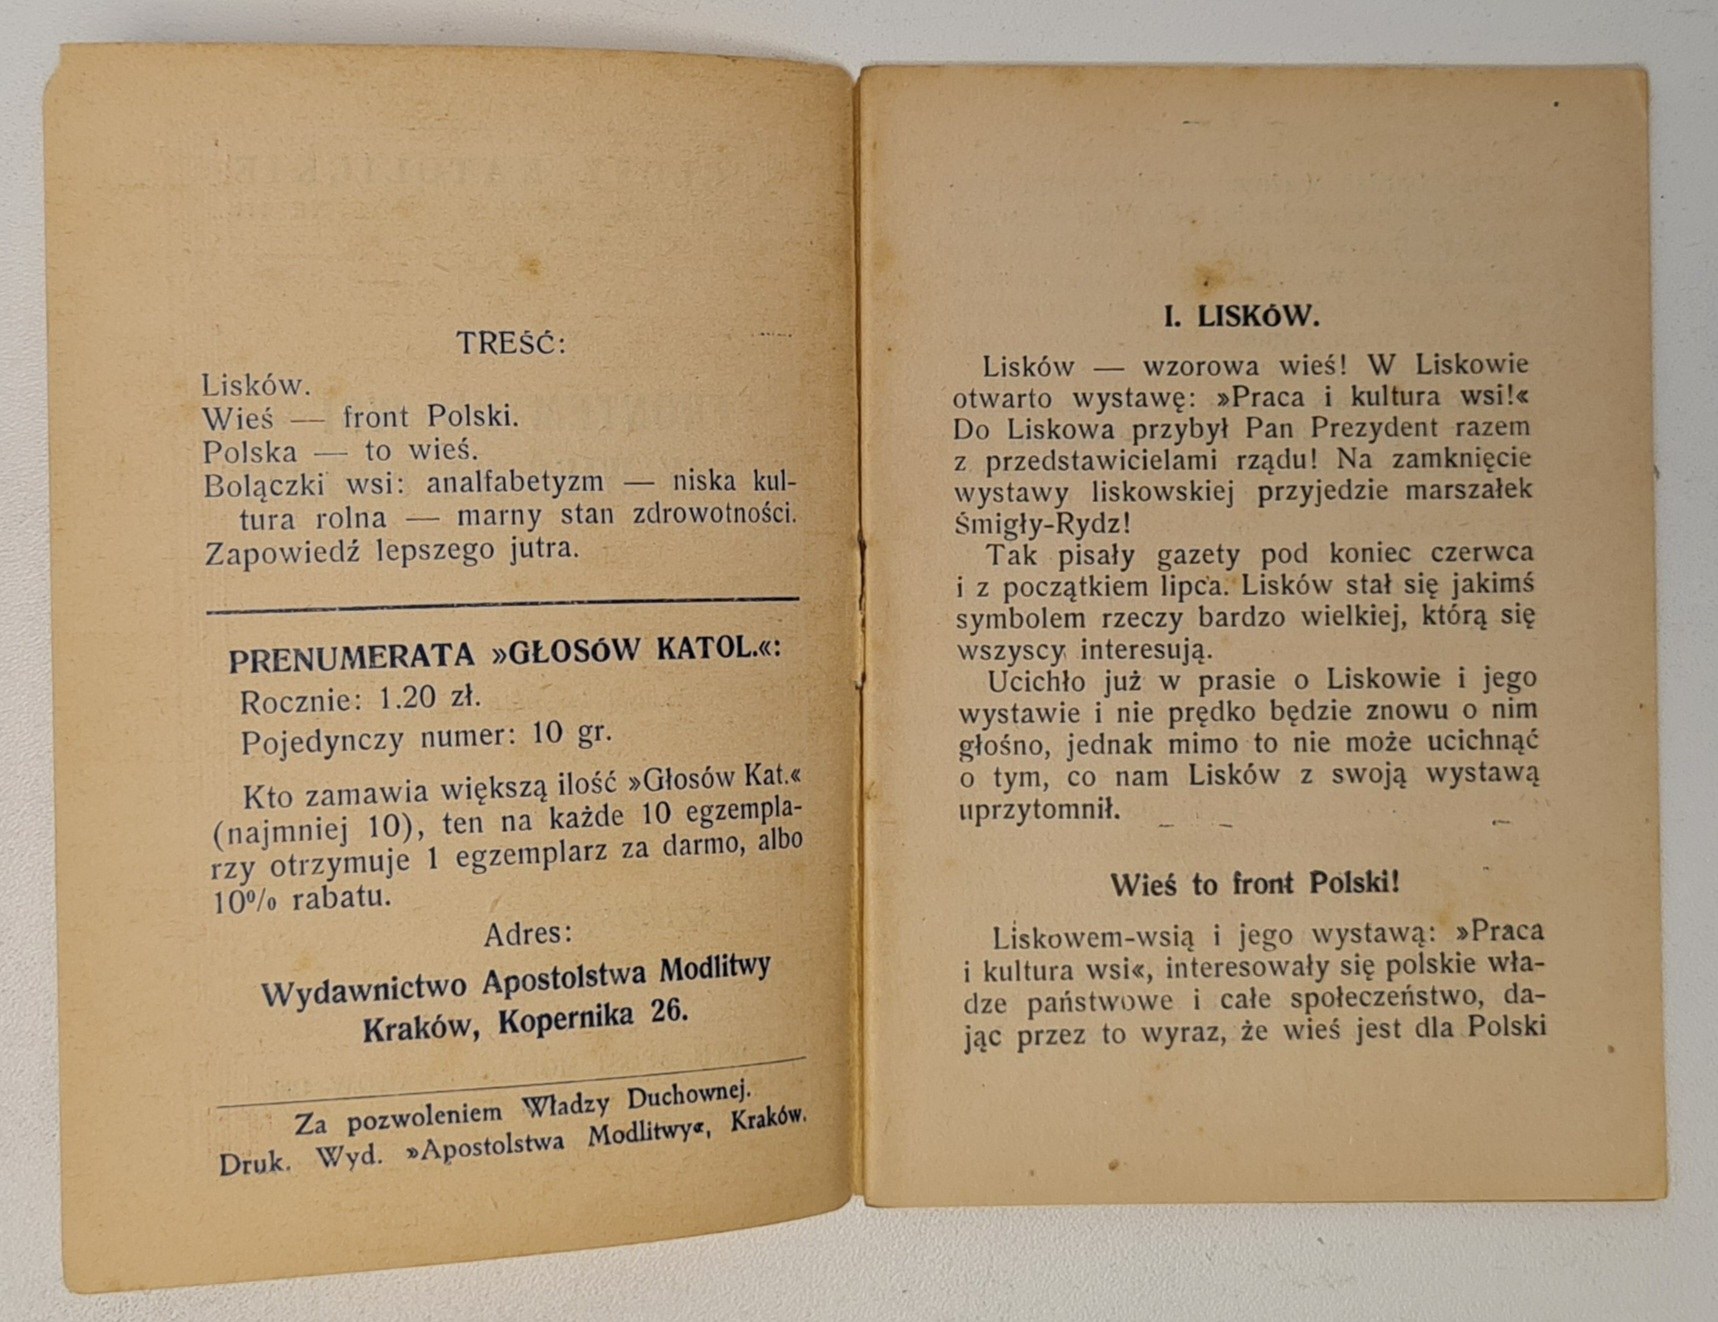 TREŚĆ:
Lisków.
Wieś — front Polski.
Polska — to wieś.
Bolączki wsi: analfabetyzm — niska kul-
tura rolna — marny stan zdrowotności.
Zapowiedź lepszego jutra.
PRENUMERATA »GŁOSÓW KATOL.«:
Rocznie: 1.20 zł.
Pojedynczy numer: 10 gr.
Kto zamawia większą ilość »Głosów Kat.«
(najmniej 10), ten na każde 10 egzempla-
rzy otrzymuje 1 egzemplarz za darmo, albo
10% rabatu.
Adres:
Wydawnictwo Apostolstwa Modlitwy
Kraków, Kopernika 26.
Za pozwoleniem Władzy Duchownej.
Druk. Wyd. »Apostolstwa Modlitwy«, Kraków.
I. LISKÓW.
Lisków — wzorowa wieś! W Liskowie
otwarto wystawę: »Praca i kultura wsi!«
Do Liskowa przybył Pan Prezydent razem
z przedstawicielami rządu! Na zamknięcie
wystawy liskowskiej przyjedzie marszałek
Śmigły-Rydz!
Tak pisały gazety pod koniec czerwca
i z początkiem lipca. Lisków stał się jakimś
symbolem rzeczy bardzo wielkiej, którą się
wszyscy interesują.
Ucichło już w prasie o Liskowie i jego
wystawie i nie prędko będzie znowu o nim
głośno, jednak mimo to nie może ucichnąć
o tym, co nam Lisków z swoją wystawą
uprzytomnił.
Wieś to front Polski!
Liskowem-wsią i jego wystawą: »Praca
i kultura wsi«, interesowały się polskie wła-
dze państwowe i całe społeczeństwo, da-
jąc przez to wyraz, że wieś jest dla Polski